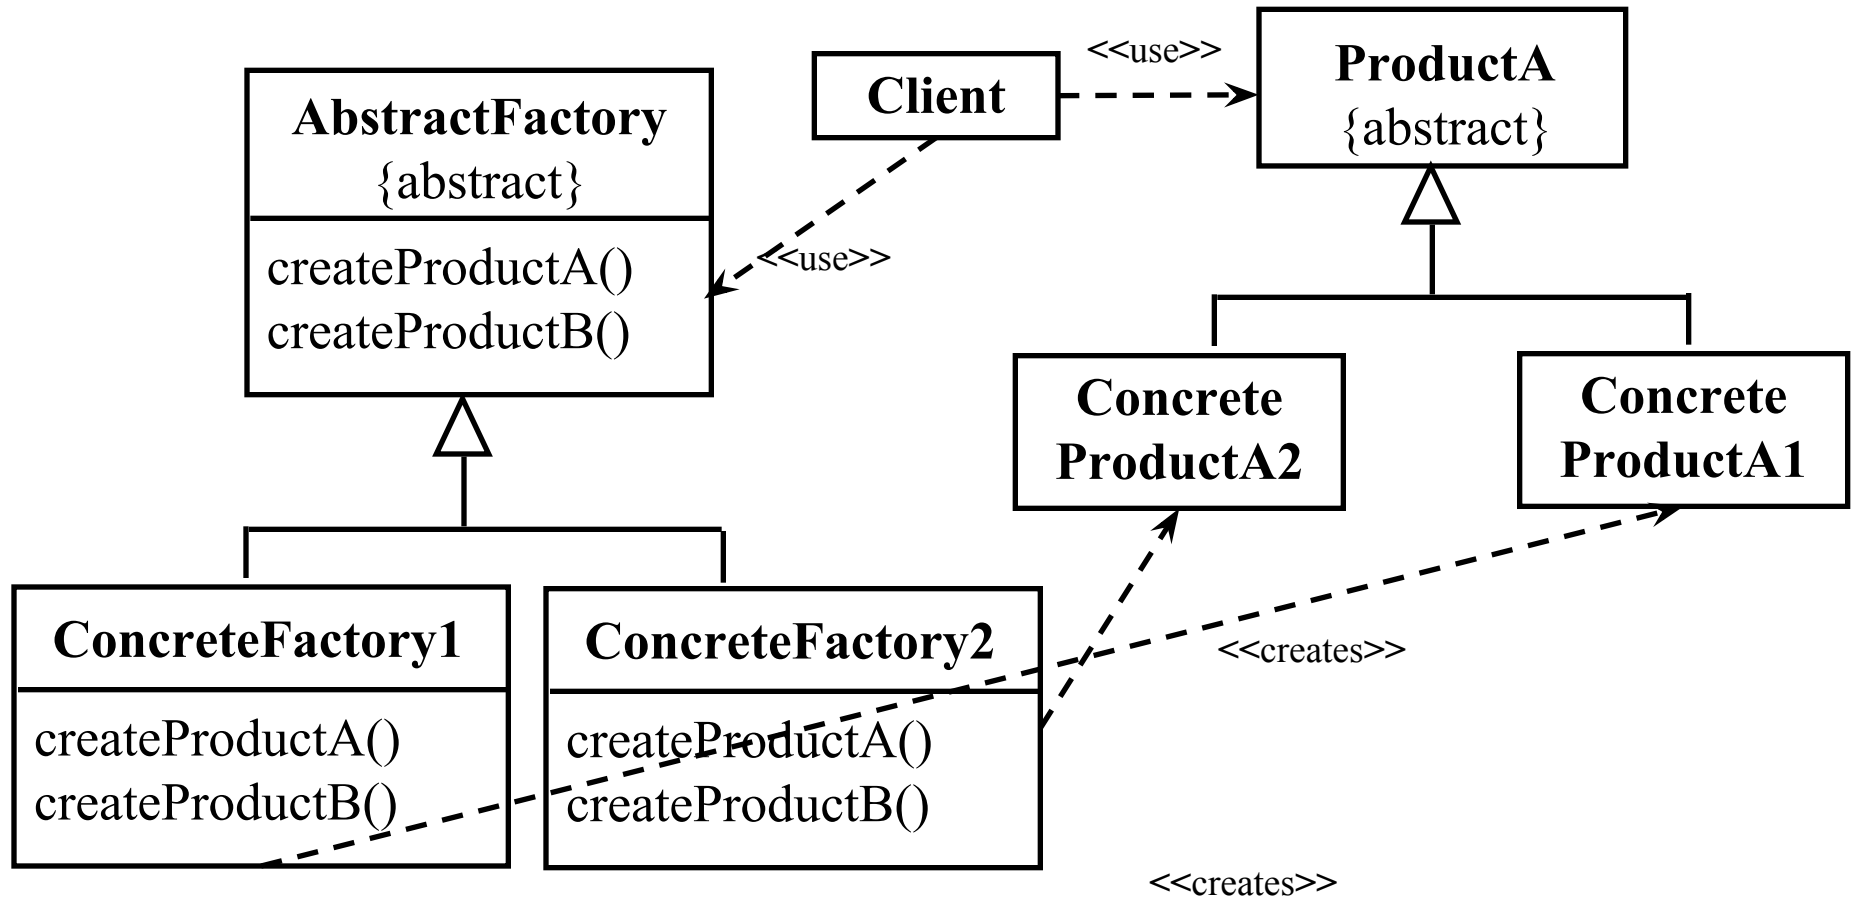 <<use>>
ProductA
{abstract}
Client
AbstractFactory
{abstract}
createProductA()
createProductB()
<<use>>
Concrete
ProductA2
Concrete
ProductA1
ConcreteFactory1
createProductA()
createProductB()
ConcreteFactory2
createProductA()
createProductB()
<<creates>>
<<creates>>